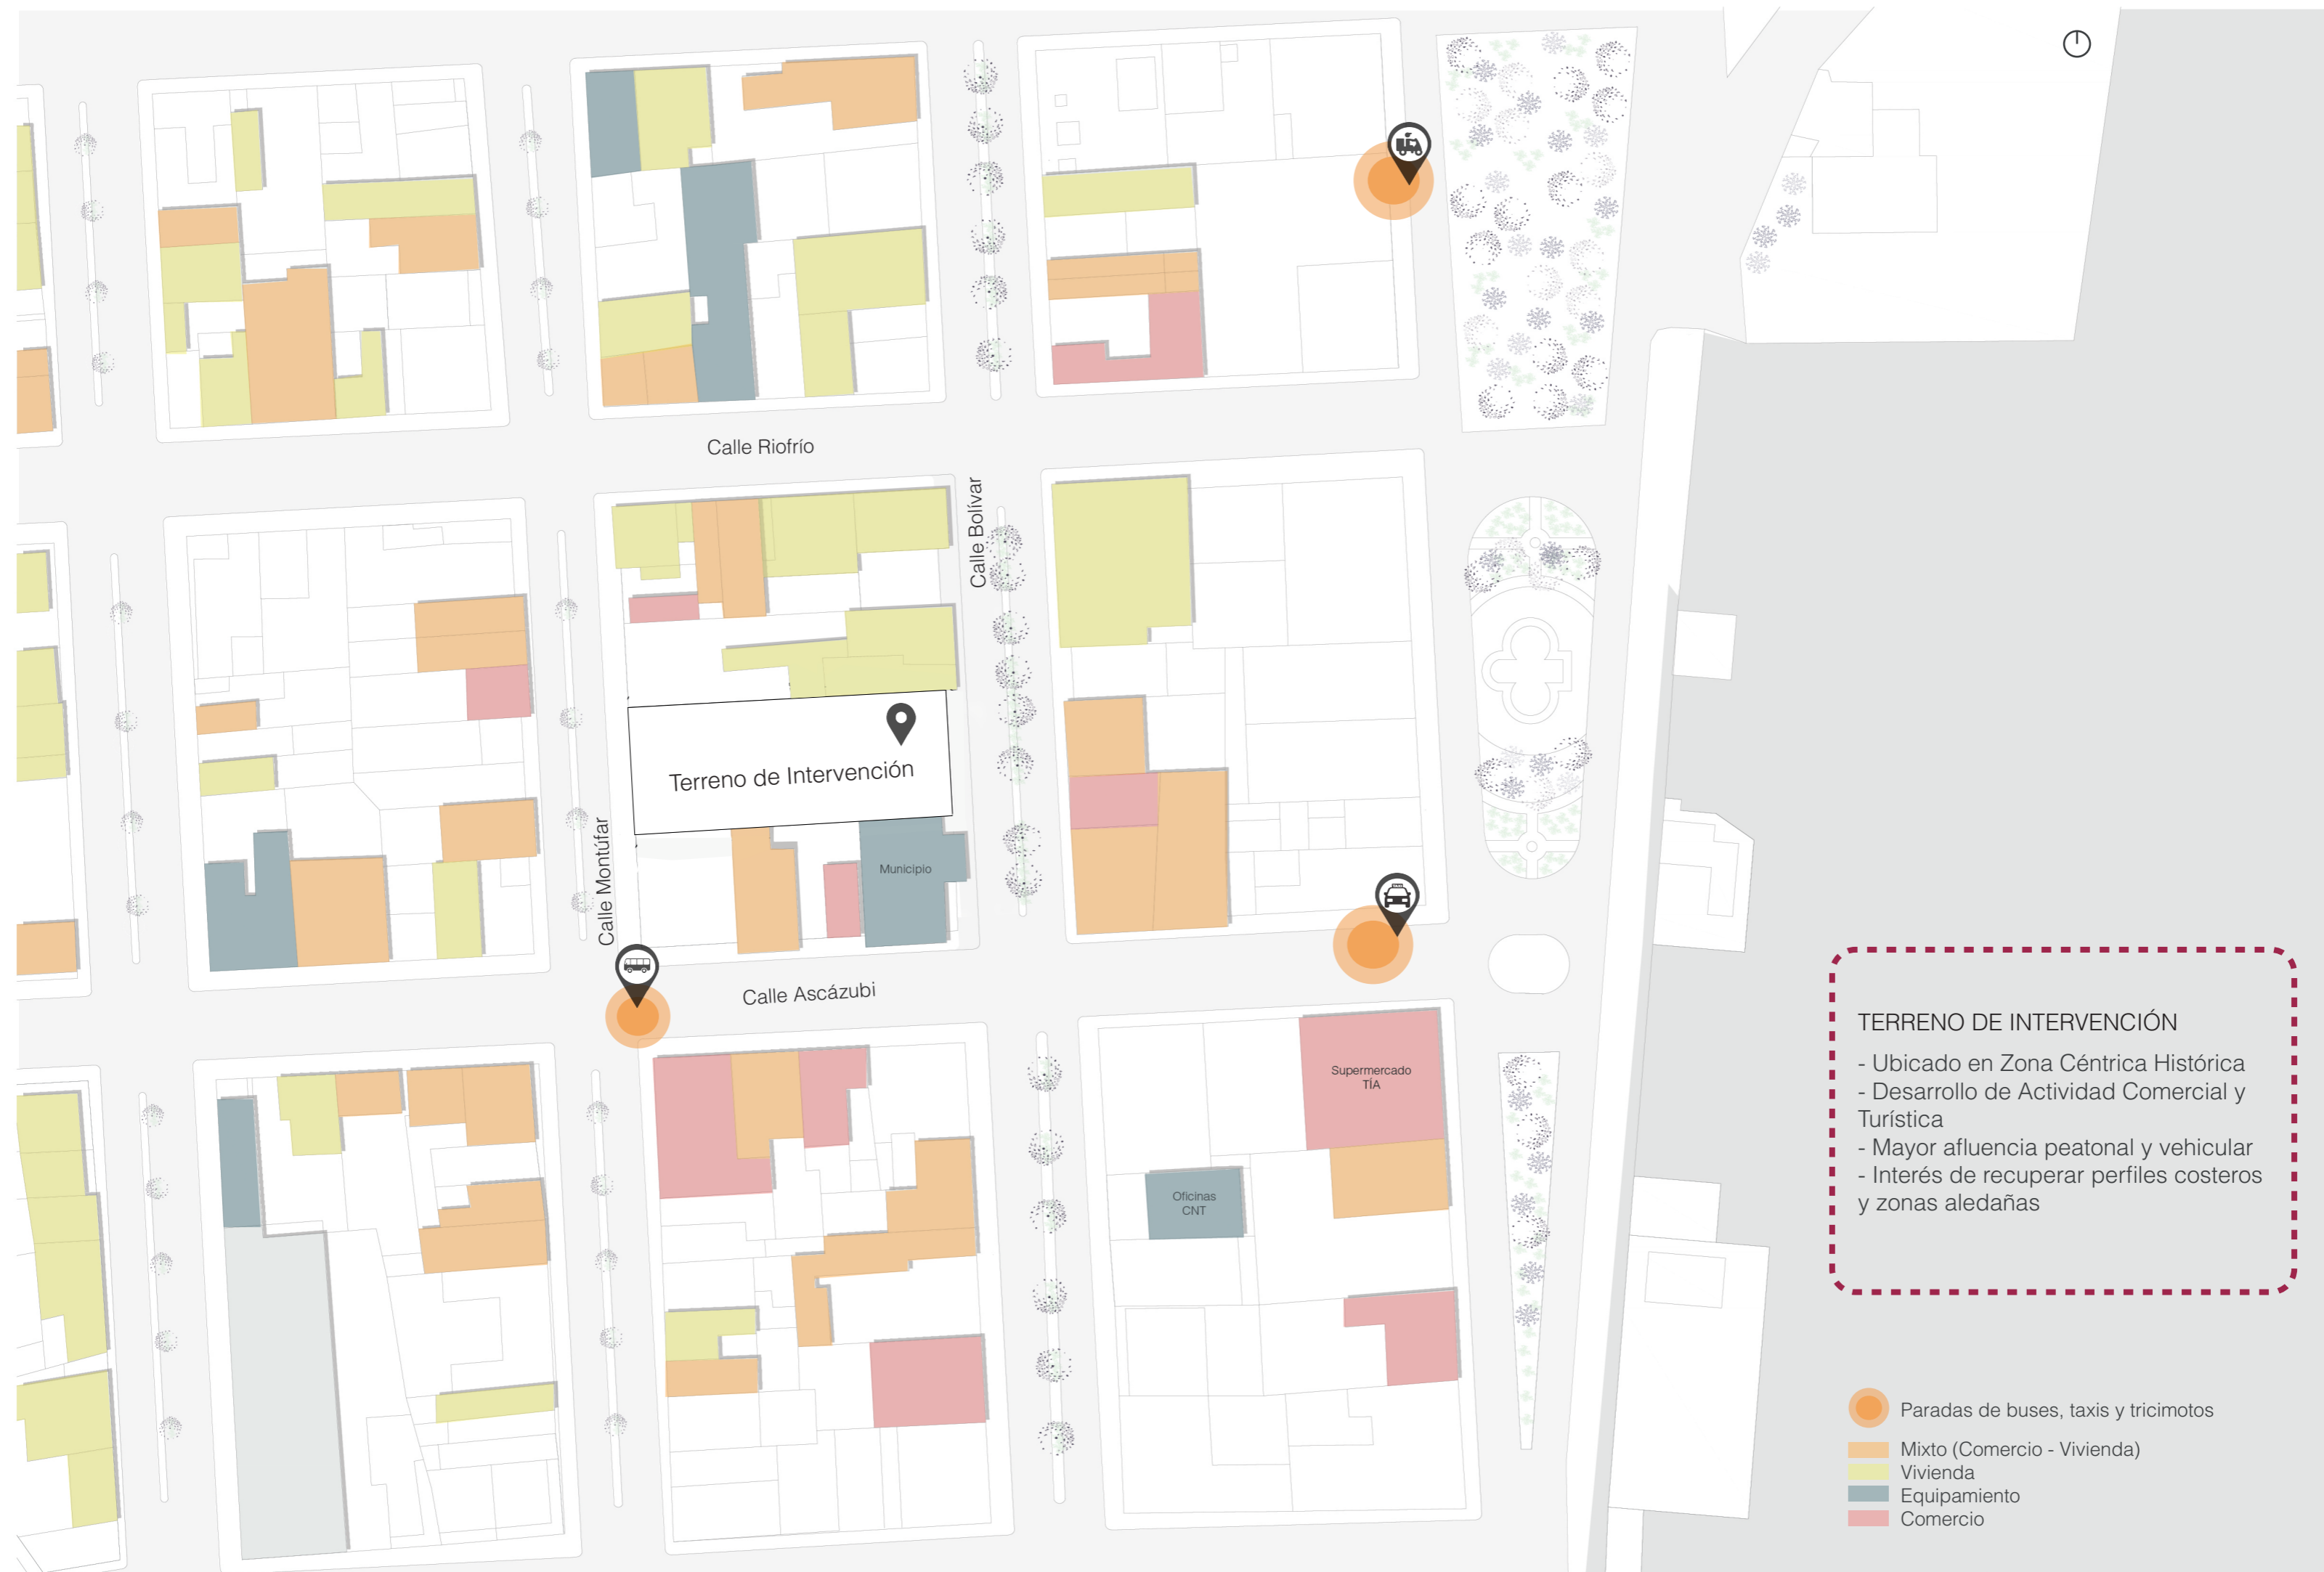 Calle Riofrío
Calle Bolívar
Terreno de Intervención
Calle Montúfar
Municipio
TAXI
Calle Ascázubi
Supermercado
TÍA
Oficinas
CNT
TERRENO DE INTERVENCIÓN
- Ubicado en Zona Céntrica Histórica
- Desarrollo de Actividad Comercial y
Turística
- Mayor afluencia peatonal y vehicular
- Interés de recuperar perfiles costeros
y zonas aledañas
Paradas de buses, taxis y tricimotos
Mixto (Comercio - Vivienda)
Vivienda
Equipamiento
Comercio